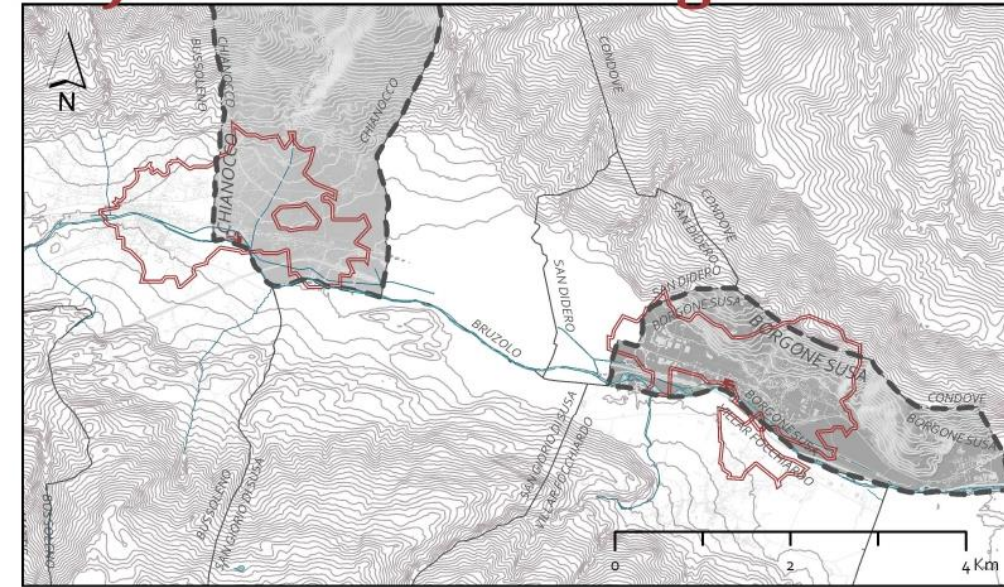 CONDOVE
BUSSOLENO
CHIANOCCO
CHIANOCCO
CHIANOCCO
N
CONDOVE
SAN DIDERO
SAN DIDERO
SAN DIDERO
BORGONE SUSA
BORGONE SUSA
BRUZOLO
CONDOVE
BORGONE SUSA
BORGONE SUSA
VILLAR FOCCHIARDO
SAN GIORIO DI SUSA
VILLAR FOCCHIARDO
BUSSOLENO
SAN GIORIO DI SUSA
BUSSOLENO
0 2 4 Km